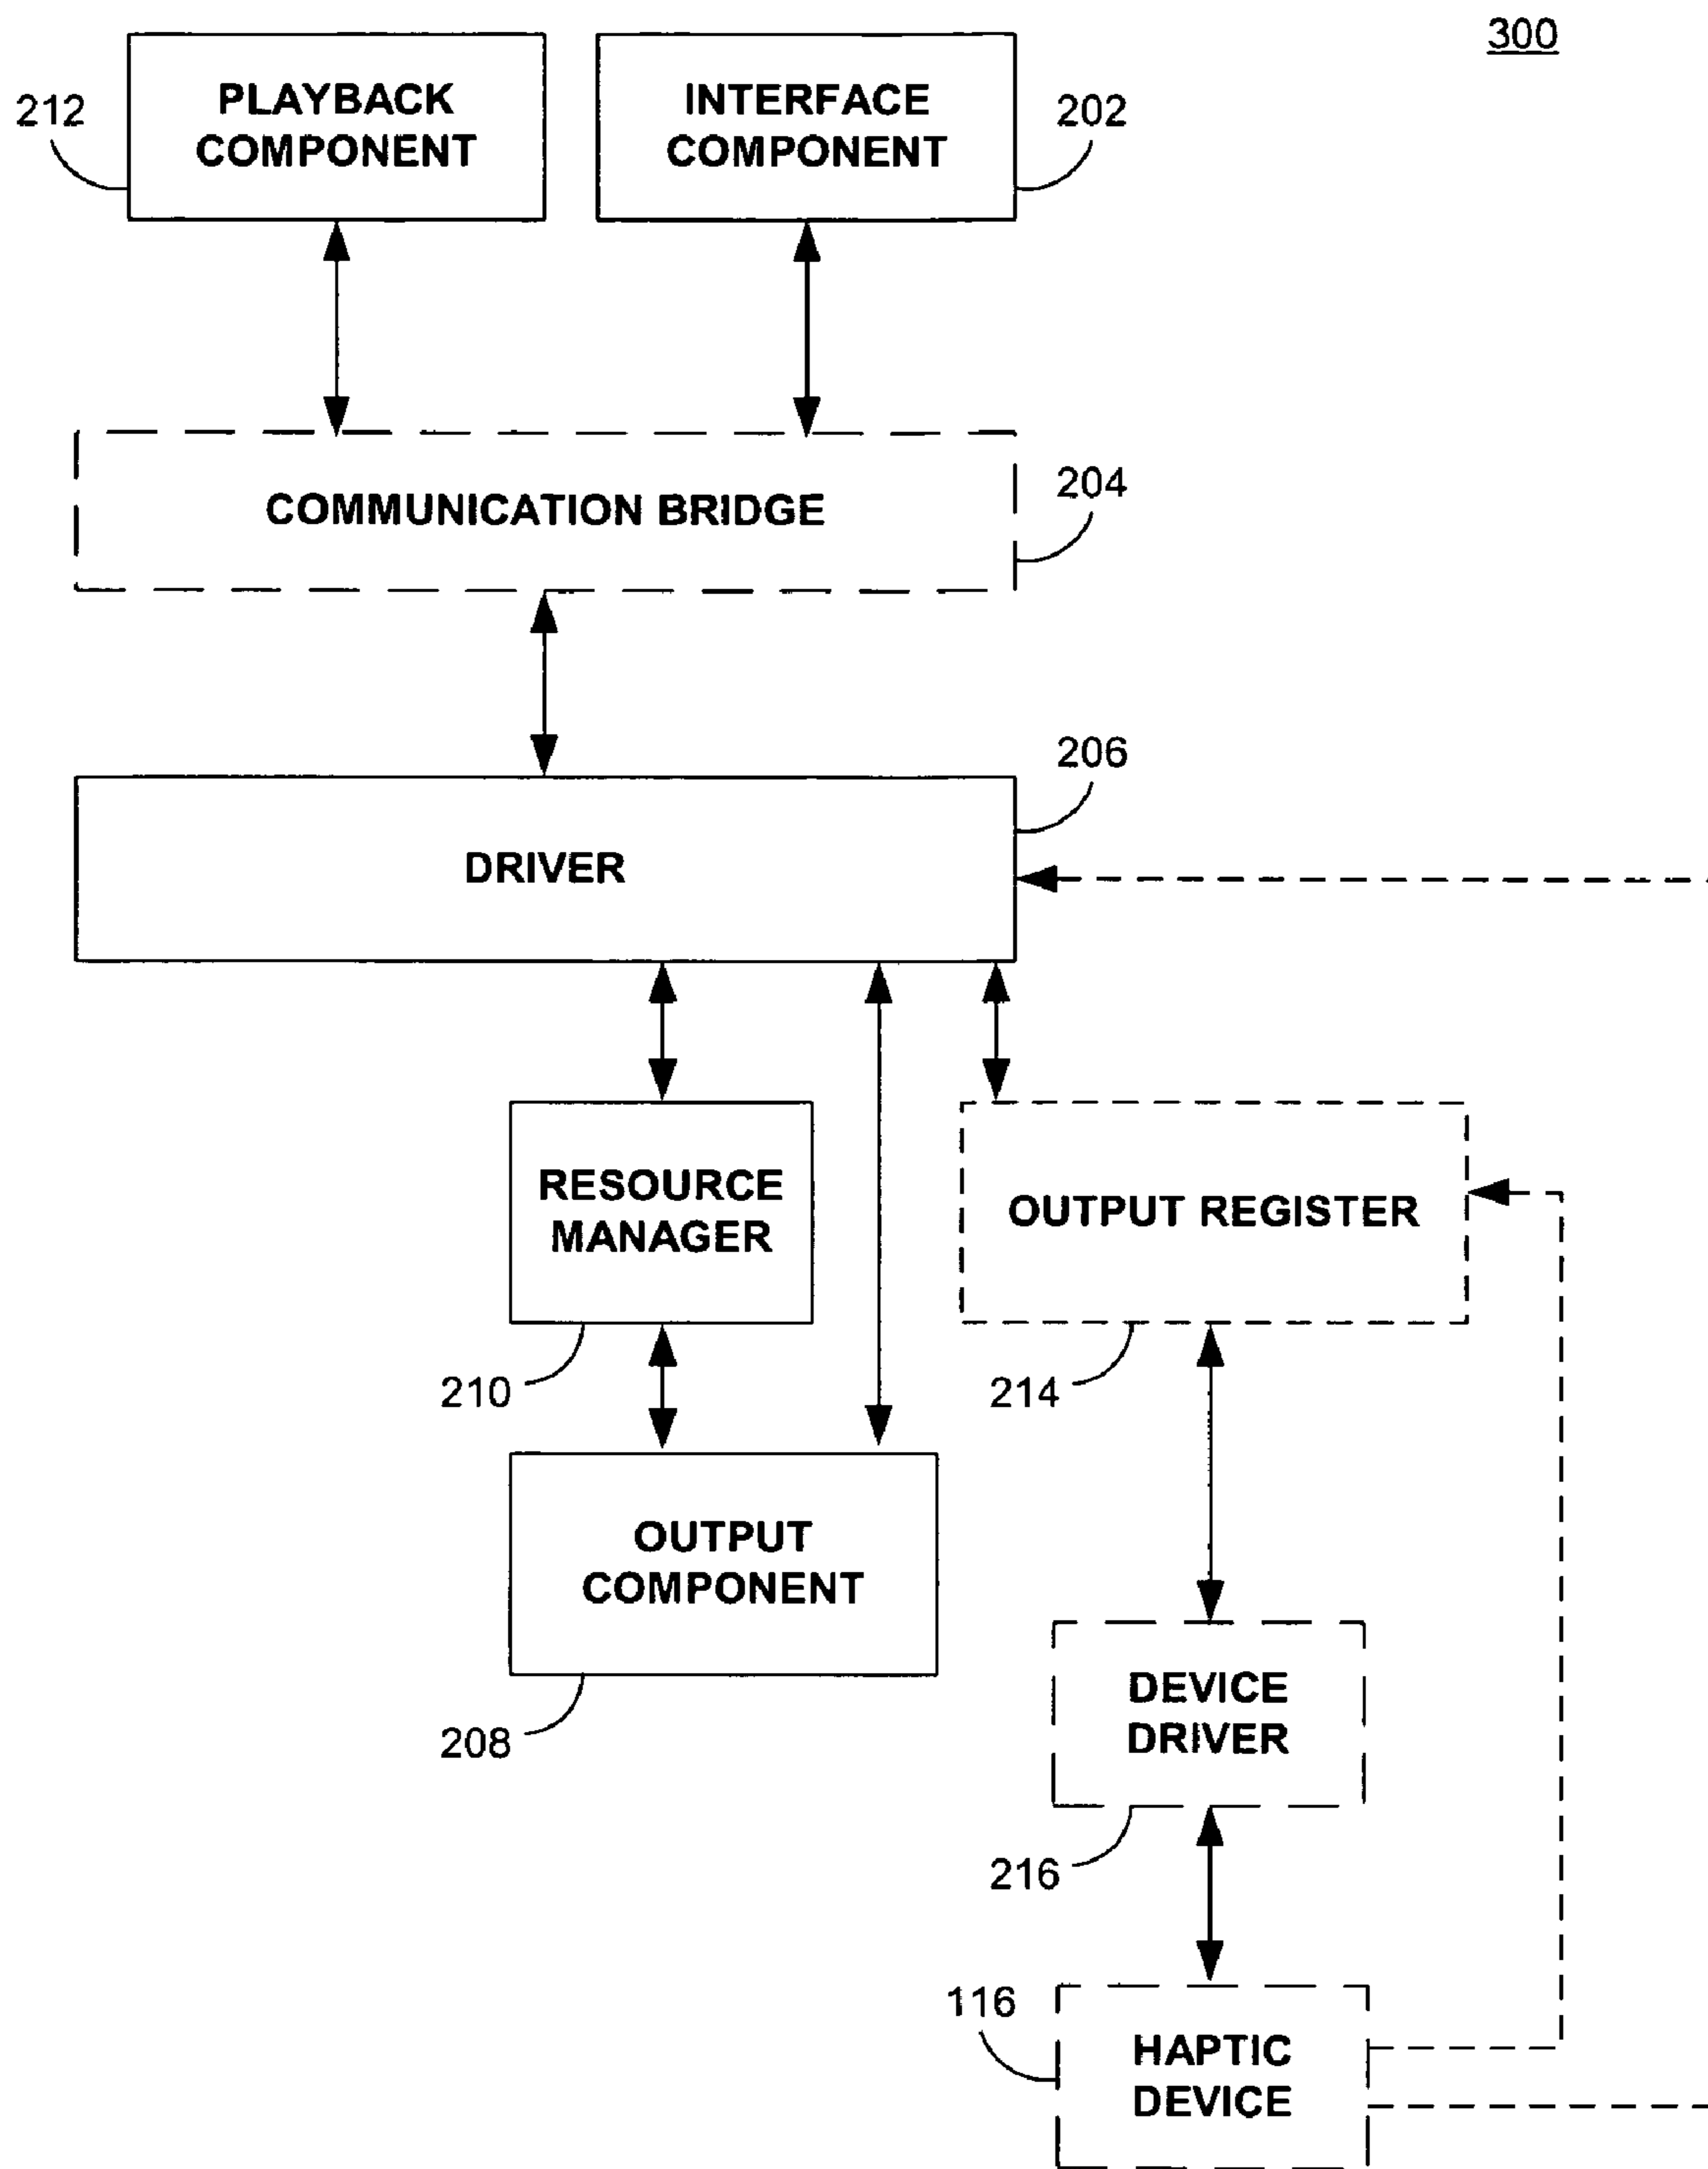 300
PLAYBACK
COMPONENT
212
INTERFACE
COMPONENT
202
COMMUNICATION BRIDGE
204
206
DRIVER
RESOURCE
MANAGER
210
OUTPUT REGISTER
214
OUTPUT
COMPONENT
208
DEVICE
DRIVER
216
116
HAPTIC
DEVICE